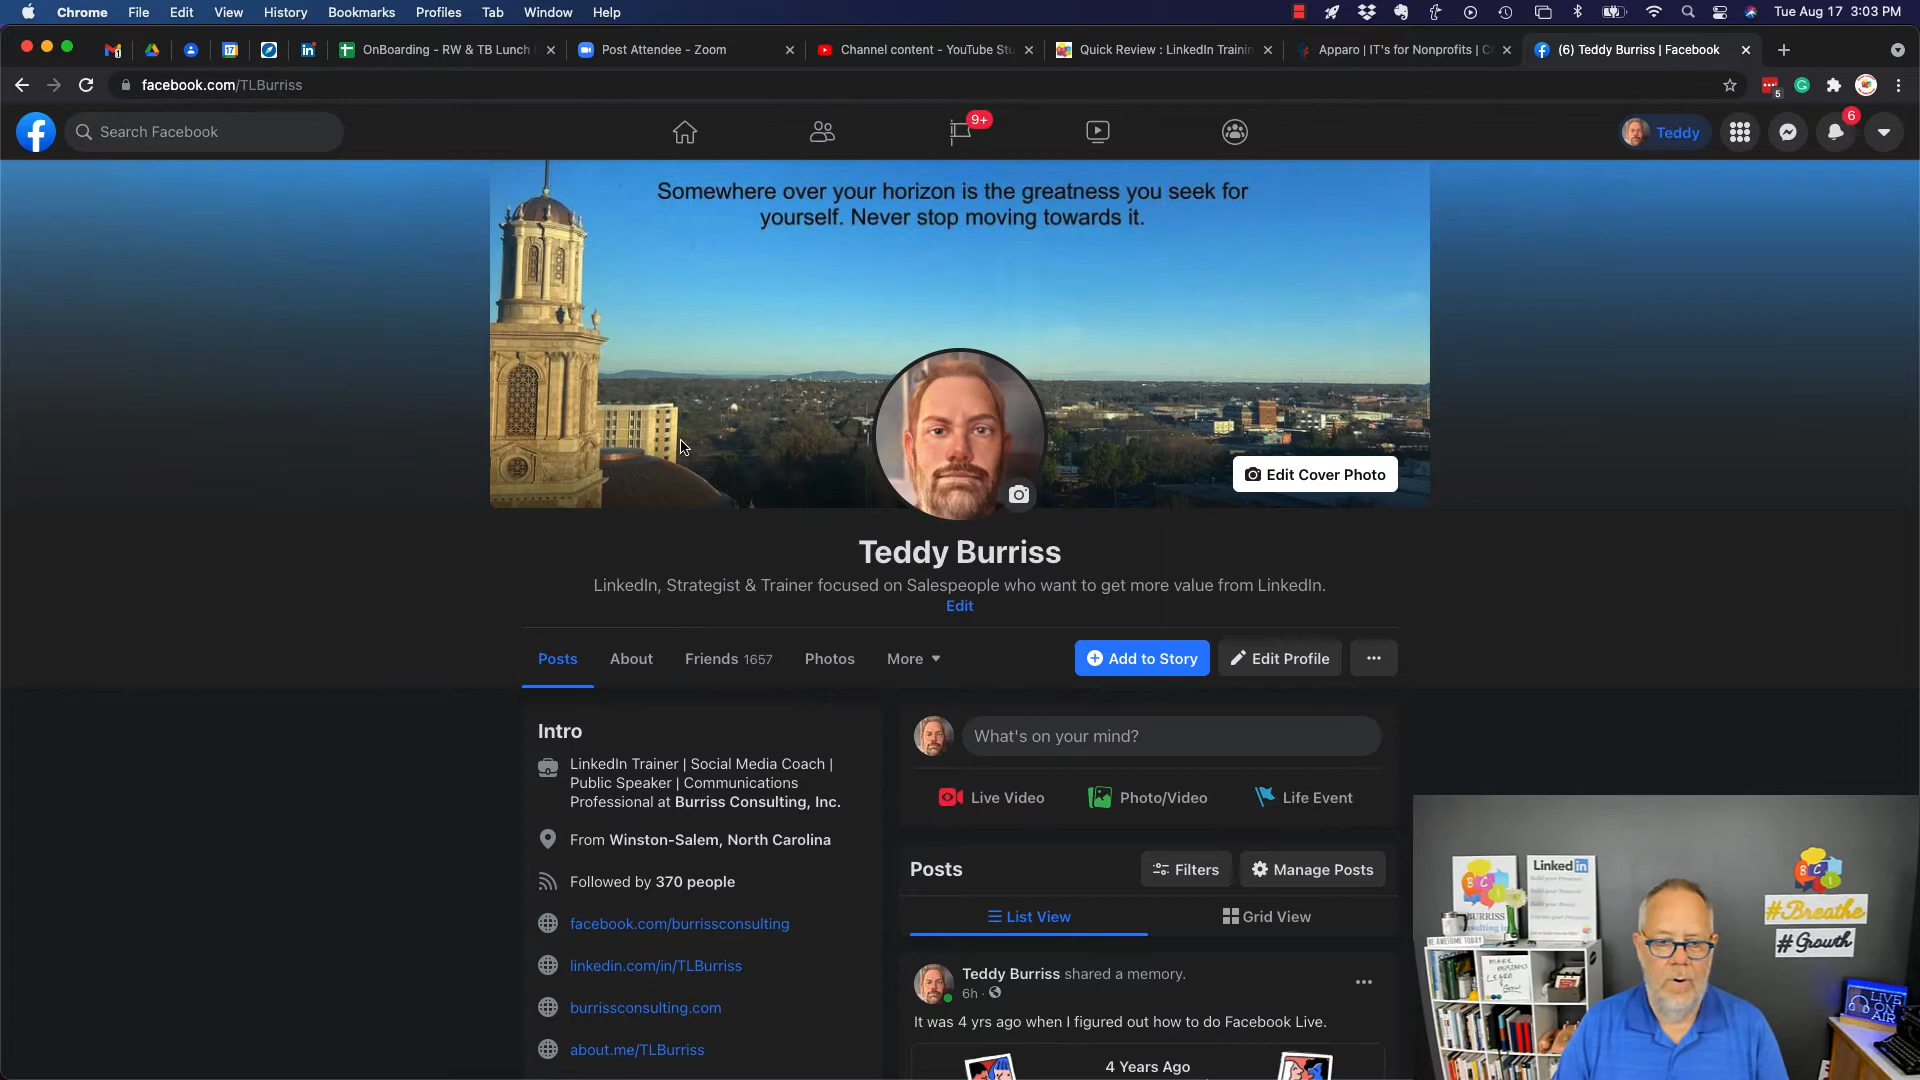 Chrome File Edit View History Bookmarks Profiles Tab Window Help Tue Aug 17 3:03 PM
OnBoarding - RW & TB Lunch
Post Attendee - Zoom
Channel content - YouTube Stu
Quick Review : LinkedIn Trainin
Apparo | IT's for Nonprofits | C
(6) Teddy Burriss | Facebook
facebook.com/TLBurriss
5
Search Facebook
9+
Teddy
6
Somewhere over your horizon is the greatness you seek for
yourself. Never stop moving towards it.
Edit Cover Photo
Teddy Burriss
LinkedIn, Strategist & Trainer focused on Salespeople who want to get more value from LinkedIn.
Edit
Posts About Friends 1657 Photos More
Add to Story Edit Profile
Intro
LinkedIn Trainer | Social Media Coach |
Public Speaker | Communications
Professional at Burriss Consulting, Inc.
From Winston-Salem, North Carolina
Followed by 370 people
facebook.com/burrissconsulting
linkedin.com/in/TLBurriss
burrissconsulting.com
about.me/TLBurriss
What's on your mind?
Live Video Photo/Video Life Event
Posts Filters Manage Posts
List View Grid View
Teddy Burriss shared a memory.
6h
It was 4 yrs ago when I figured out how to do Facebook Live.
4 Years Ago
BCI
BURRISS
Linked in
BE AWESOME TODAY
#Breathe
#Growth
LIVE
ON AIR